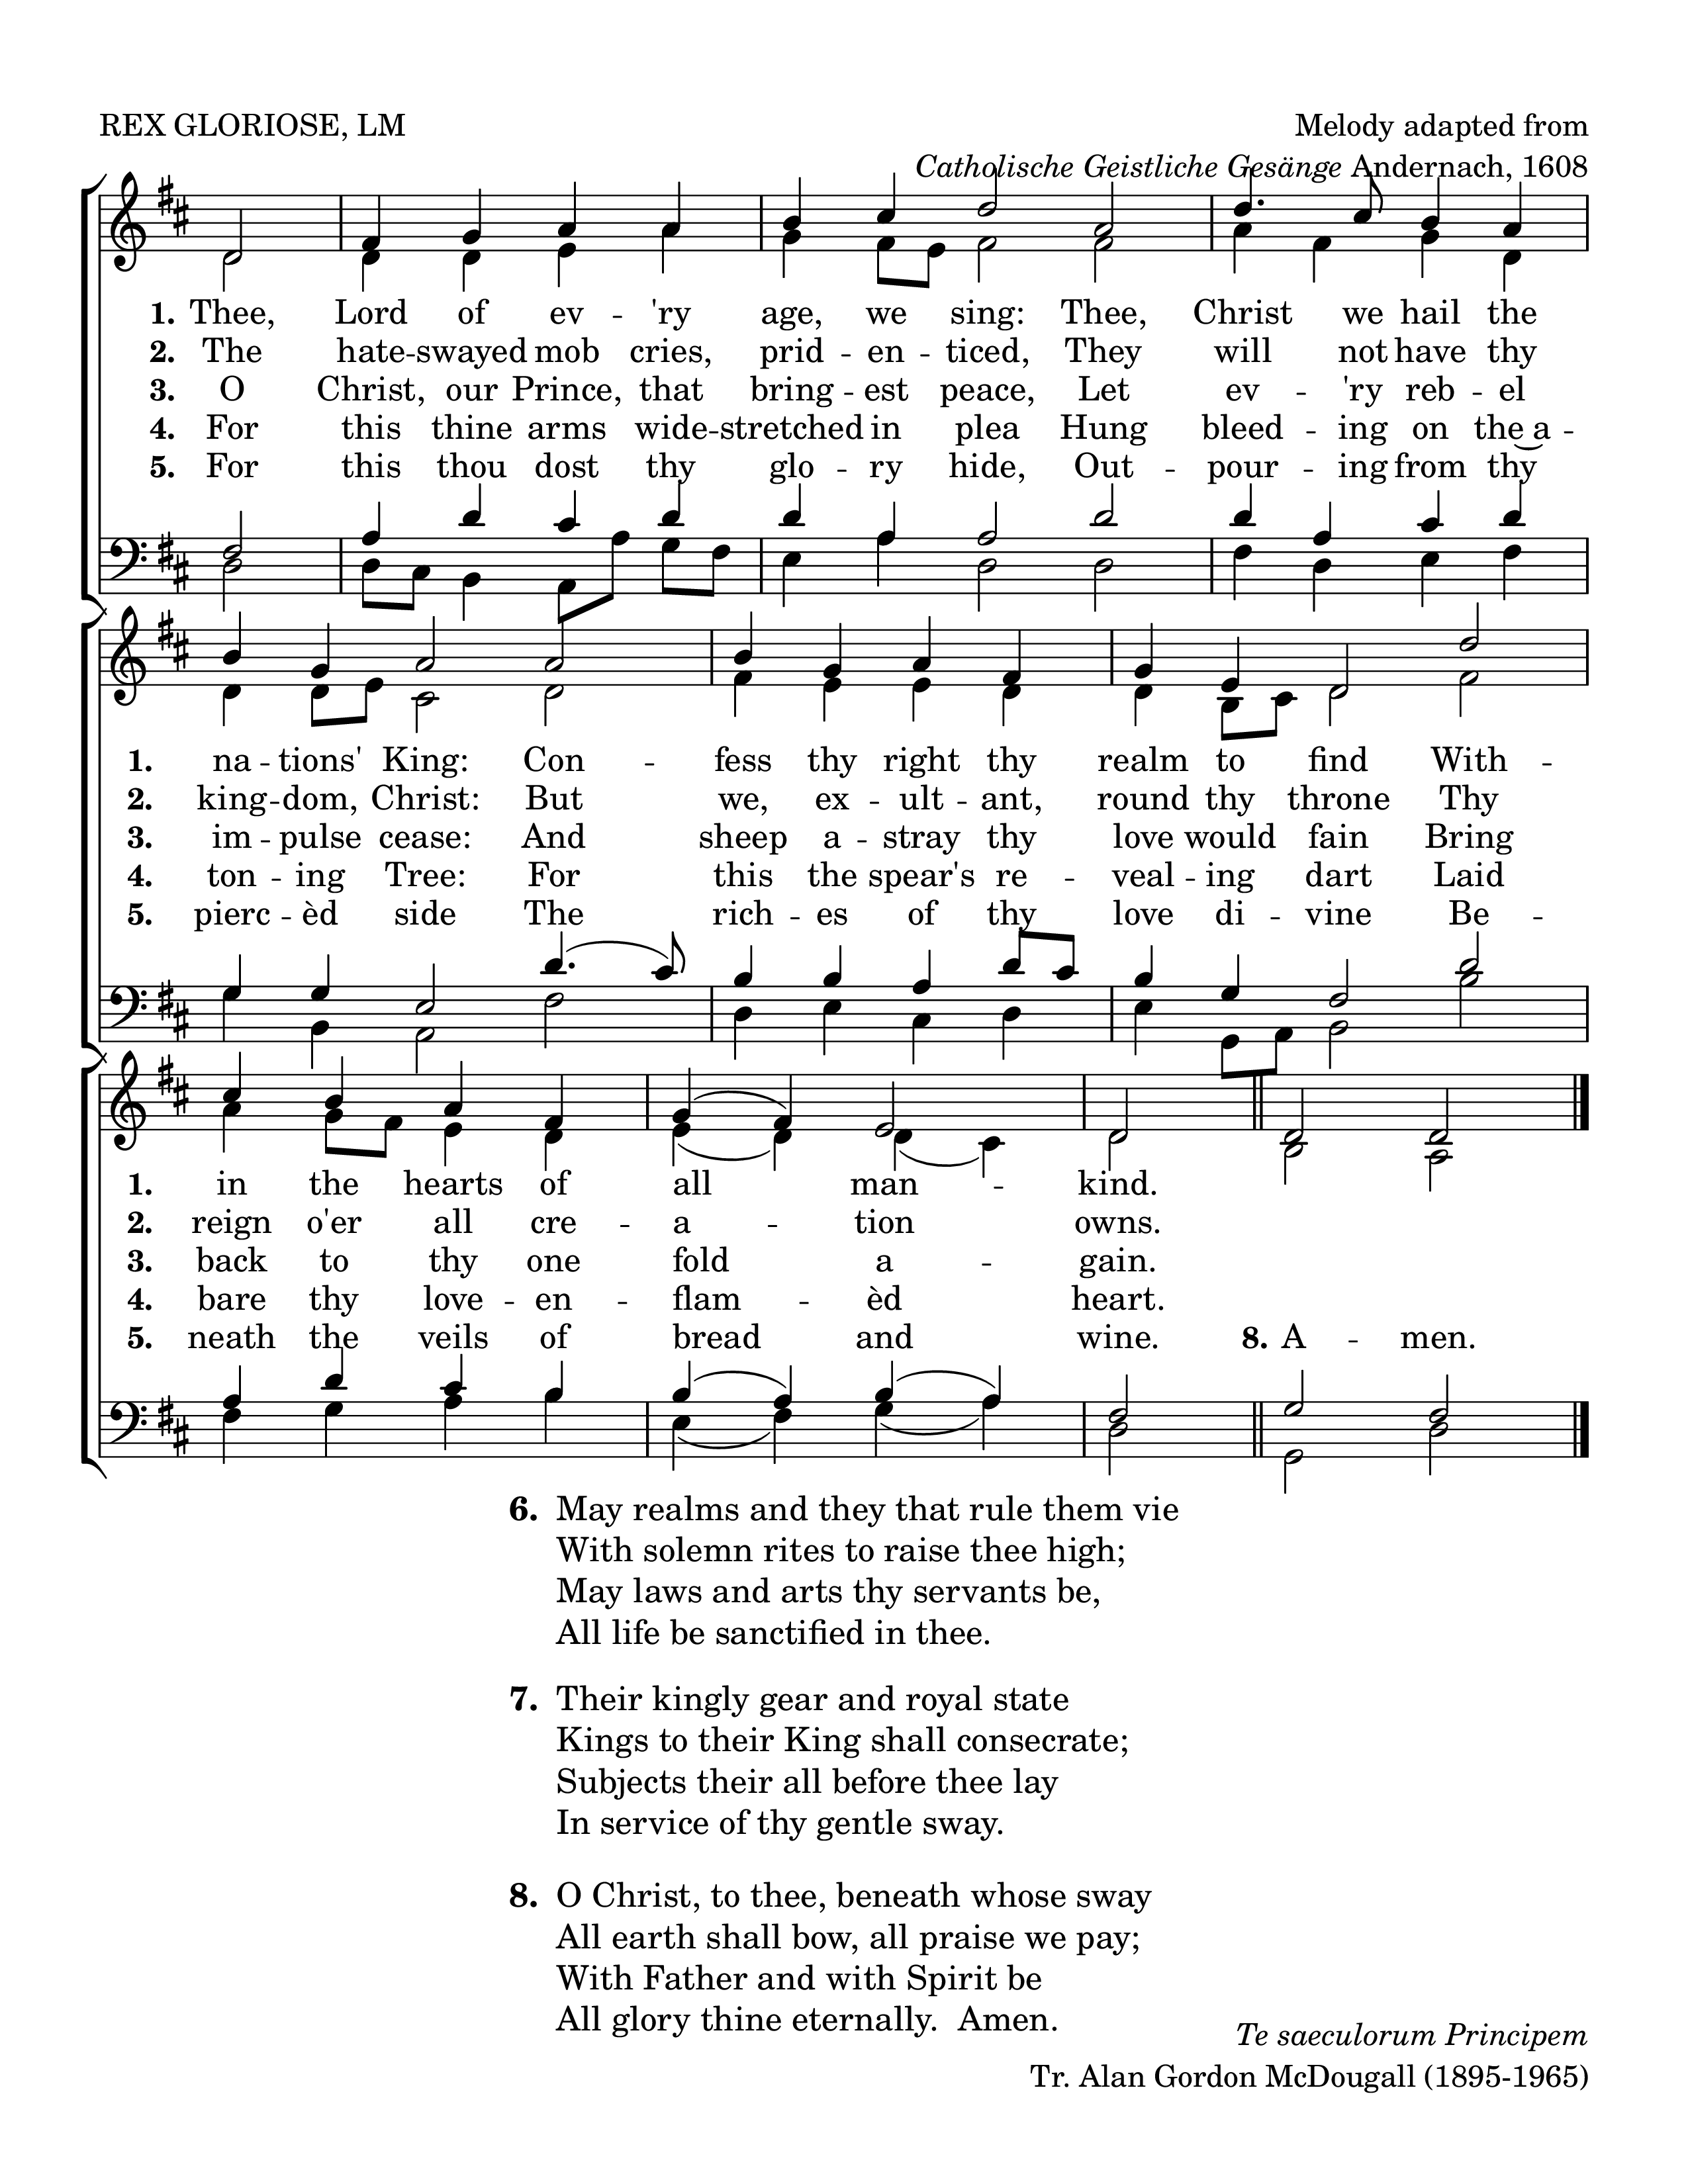 REX GLORIOSE, LM
Melody adapted from
Catholische Geistliche Gesänge Andernach, 1608
1. Thee, Lord of ev -- 'ry age, we sing: Thee, Christ we hail the
2. The hate -- swayed mob cries, prid -- en -- ticed, They will not have thy
3. O Christ, our Prince, that bring -- est peace, Let ev -- 'ry reb -- el
4. For this thine arms wide -- stretched in plea Hung bleed -- ing on the a --
5. For this thou dost thy glo -- ry hide, Out -- pour -- ing from thy
1. na -- tions' King: Con -- fess thy right thy realm to find With --
2. king -- dom, Christ: But we, ex -- ult -- ant, round thy throne Thy
3. im -- pulse cease: And sheep a -- stray thy love would fain Bring
4. ton -- ing Tree: For this the spear's re -- veal -- ing dart Laid
5. pierc -- èd side The rich -- es of thy love di -- vine Be --
1. in the hearts of all man -- kind.
2. reign o'er all cre -- a -- tion owns.
3. back to thy one fold a -- gain.
4. bare thy love -- en -- flam -- èd heart.
5. neath the veils of bread and wine. 8. A -- men.
6. May realms and they that rule them vie
With solemn rites to raise thee high;
May laws and arts thy servants be,
All life be sanctified in thee.
7. Their kingly gear and royal state
Kings to their King shall consecrate;
Subjects their all before thee lay
In service of thy gentle sway.
8. O Christ, to thee, beneath whose sway
All earth shall bow, all praise we pay;
With Father and with Spirit be
All glory thine eternally. Amen.
Te saeculorum Principem
Tr. Alan Gordon McDougall (1895-1965)